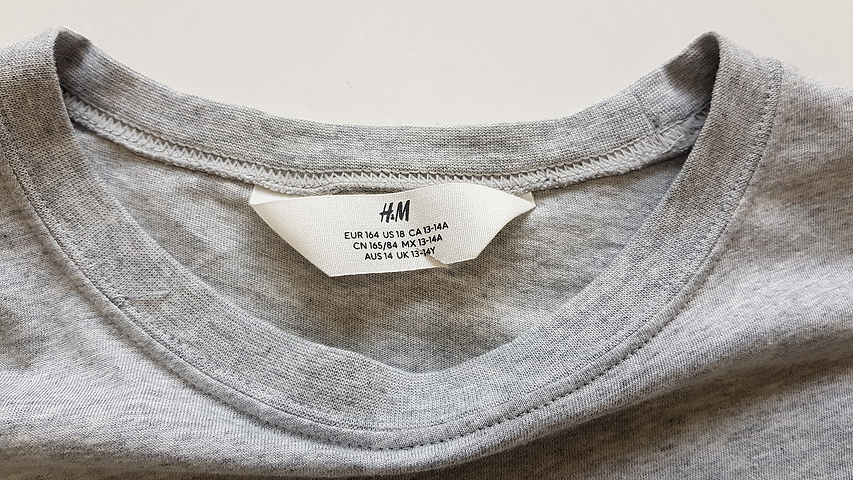 H&M
EUR 164 US 18 CA 13-14A
CN 165/84 MX 13-14A
AUS 14 UK 13-14Y